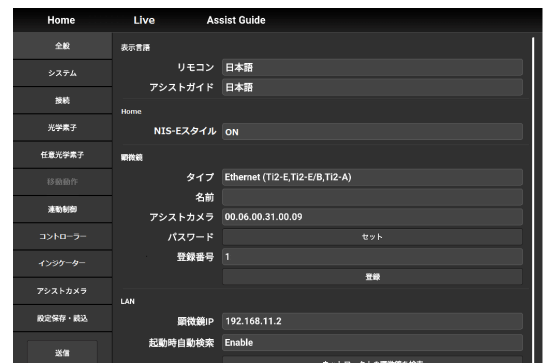 Home Live Assist Guide
全般
システム
接続
光学素子
任意光学素子
移動動作
連動制御
コントローラー
インジケーター
アシストカメラ
設定保存・読込
送信
表示言語
リモコン 日本語
アシストガイド 日本語
Home
NIS-Eスタイル ON
顕微鏡
タイプ Ethernet (Ti2-E,Ti2-E/B,Ti2-A)
名前
アシストカメラ 00.06.00.31.00.09
パスワード セット
登録番号 1
登録
LAN
顕微鏡IP 192.168.11.2
起動時自動検索 Enable